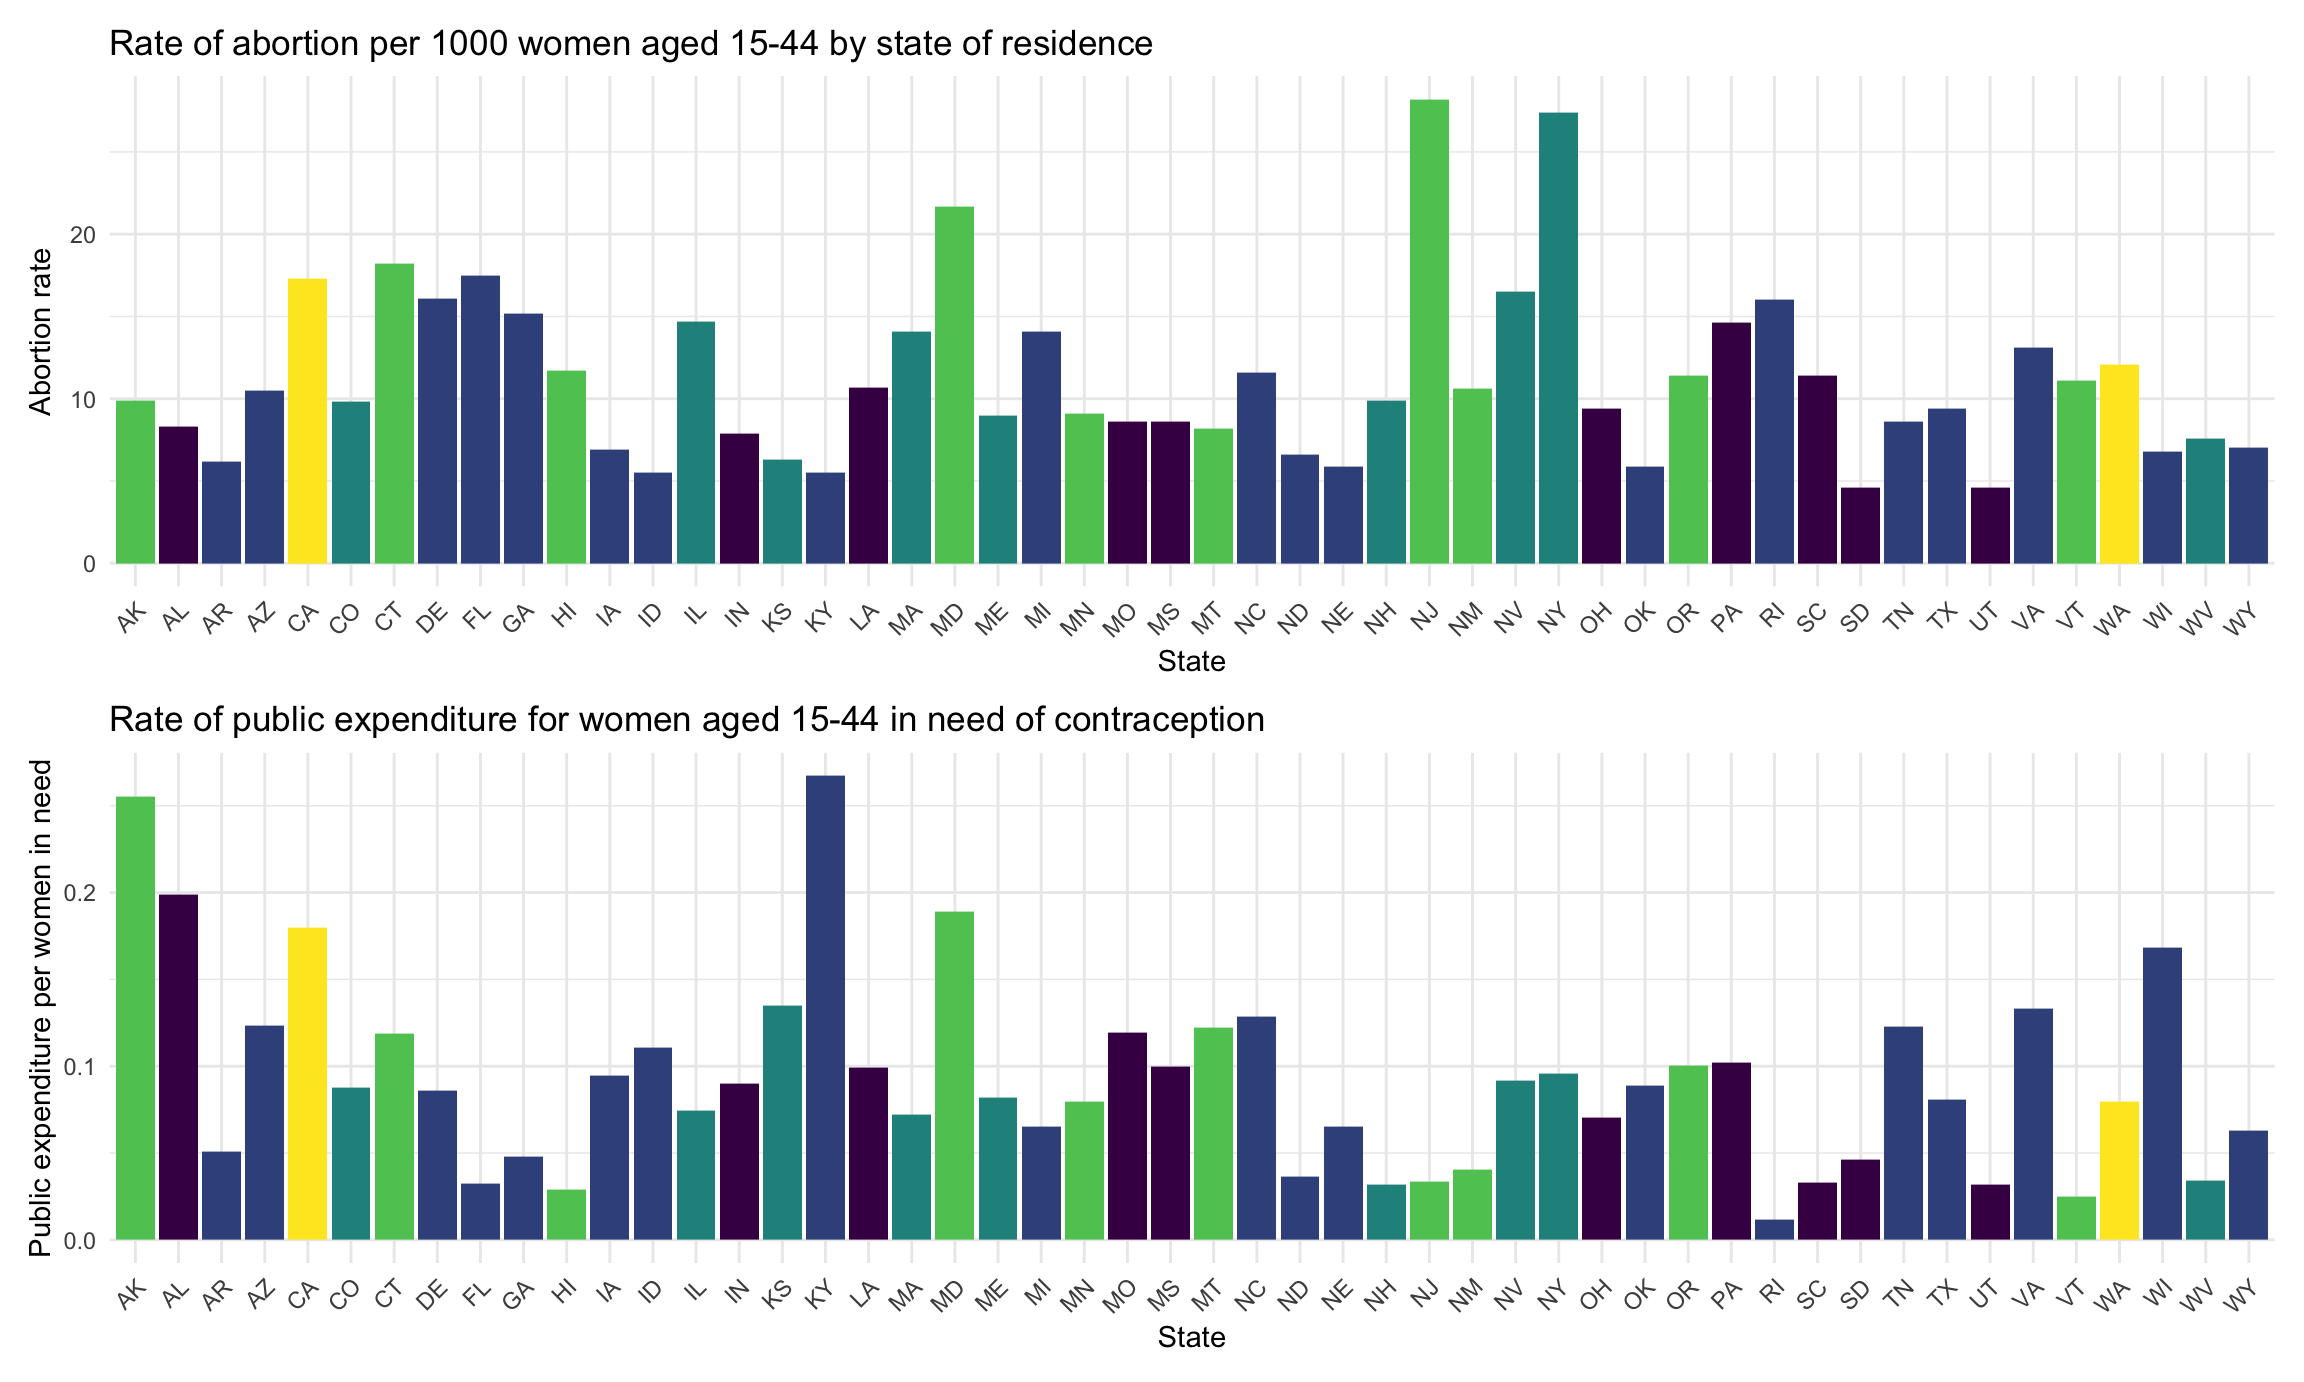 Rate of abortion per 1000 women aged 15-44 by state of residence
Abortion rate
20
10
0
AK AL AR AZ CA CO CT DE FL GA HI IA ID IL IN KS KY LA MA MD ME MI MN MO MS MT NC ND NE NH NJ NM NV NY OH OK OR PA RI SC SD TN TX UT VA VT WA WI WV WY
State
Rate of public expenditure for women aged 15-44 in need of contraception
Public expenditure per women in need
0.2
0.1
0.0
AK AL AR AZ CA CO CT DE FL GA HI IA ID IL IN KS KY LA MA MD ME MI MN MO MS MT NC ND NE NH NJ NM NV NY OH OK OR PA RI SC SD TN TX UT VA VT WA WI WV WY
State